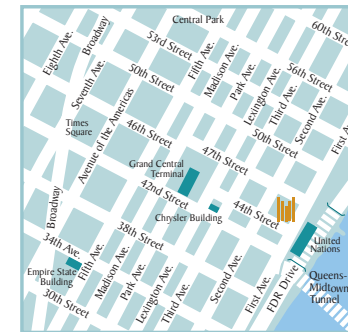 Central Park
60th Street
Eighth Ave.
Broadway
53rd Street
Fifth Ave.
Madison Ave.
56th Street
Seventh Ave.
50th Street
Park Ave.
Lexington Ave.
Third Ave.
Second Ave.
First A
Times
Square
Avenue of the Americas
46th Street
47th Street
50th Street
Grand Central
Terminal
42nd Street
44th Street
Chrysler Building
Broadway
38th Street
34th Ave.
United
Nations
Empire State
Building
Fifth Ave.
Madison Ave.
Park Ave.
Lexington Ave.
Third Ave.
Second Ave.
First Ave.
FDR Drive
Queens-
Midtown
Tunnel
30th Street